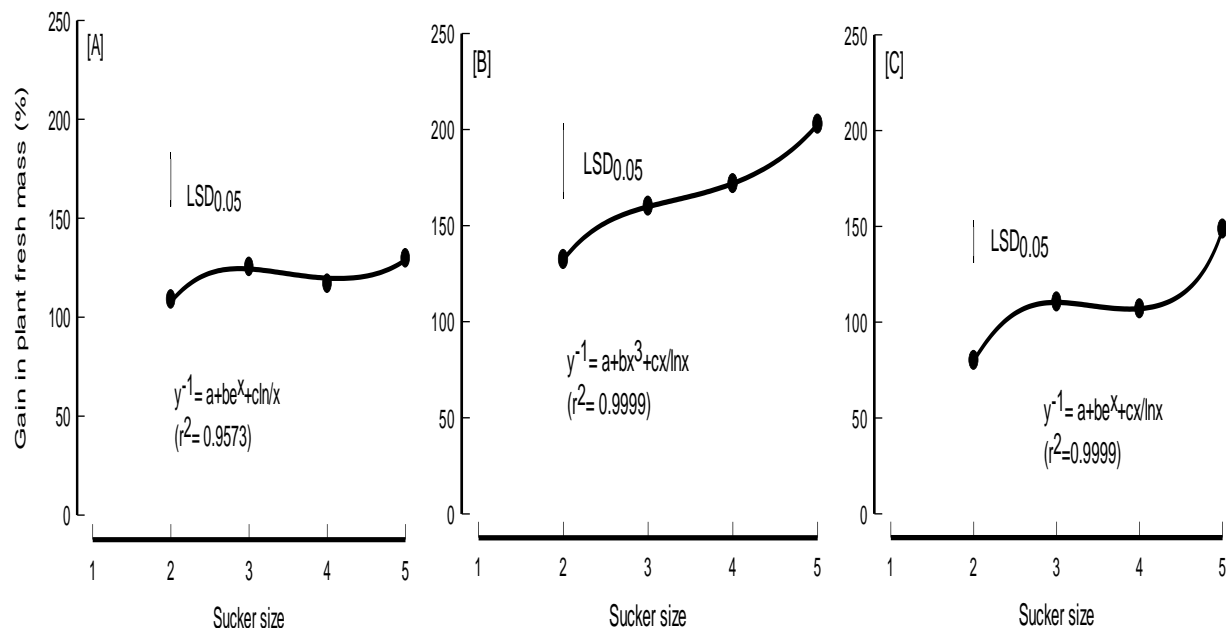 Gain in plant fresh mass (%)
250
200
150
100
50
0
[A]
LSD0.05
y-1= a+bex+cln/x
(r2= 0.9573)
1 2 3 4 5
Sucker size
250
200
150
100
50
0
[B]
LSD0.05
y-1= a+bx3+cx/lnx
(r2= 0.9999)
1 2 3 4 5
Sucker size
250
200
150
100
50
0
[C]
LSD0.05
y-1= a+bex+cx/lnx
(r2=0.9999)
1 2 3 4 5
Sucker size